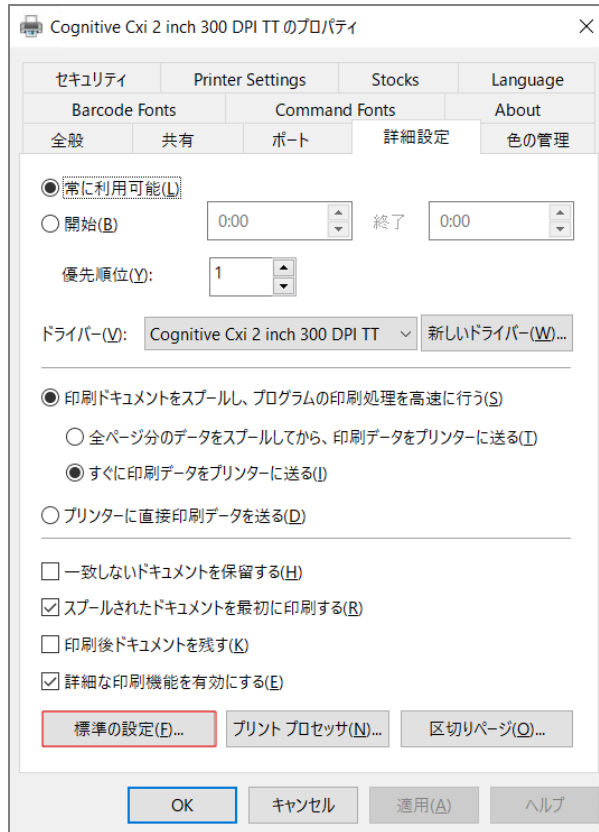 Cognitive Cxi 2 inch 300 DPI TT のプロパティ
セキュリティ Printer Settings Stocks Language
Barcode Fonts Command Fonts About
全般 共有 ポート 詳細設定 色の管理
常に利用可能(L)
開始(B) 0:00 終了 0:00
優先順位(Y): 1
ドライバー(V): Cognitive Cxi 2 inch 300 DPI TT 新しいドライバー(W)...
印刷ドキュメントをスプールし、プログラムの印刷処理を高速に行う(S)
全ページ分のデータをスプールしてから、印刷データをプリンターに送る(T)
すぐに印刷データをプリンターに送る(I)
プリンターに直接印刷データを送る(D)
一致しないドキュメントを保留する(H)
スプールされたドキュメントを最初に印刷する(R)
印刷後ドキュメントを残す(K)
詳細な印刷機能を有効にする(E)
標準の設定(F)... プリント プロセッサ(N)... 区切りページ(O)...
OK キャンセル 適用(A) ヘルプ